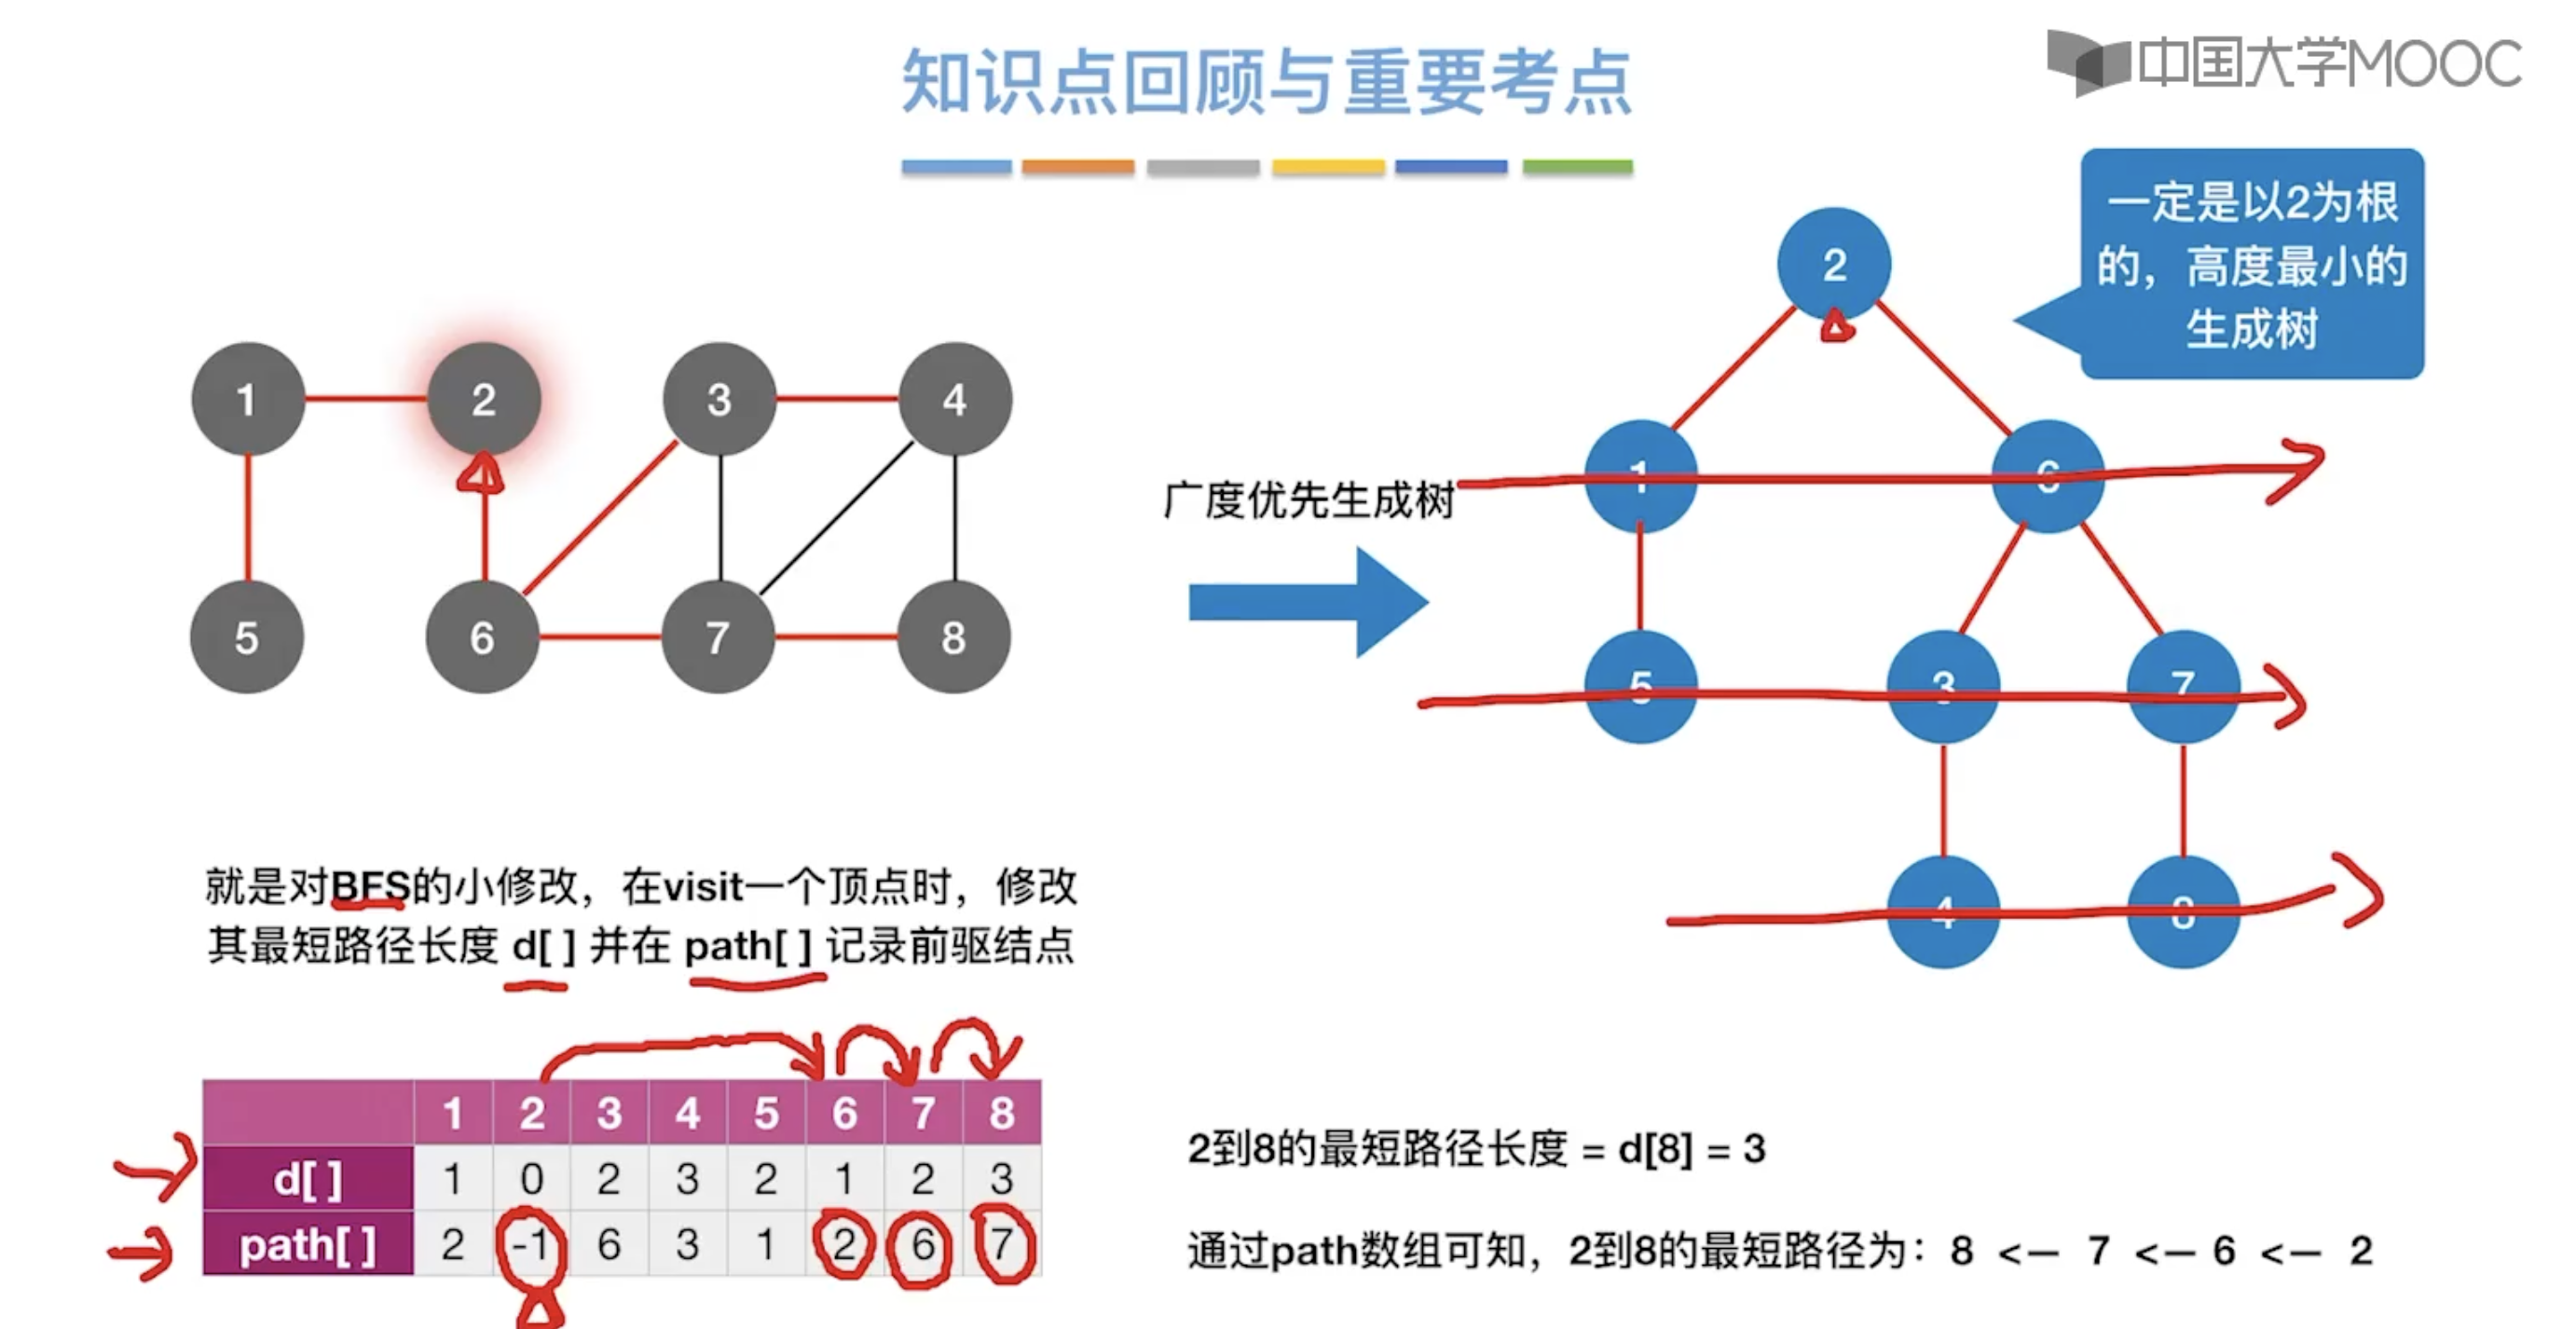 知识点回顾与重要考点
中国大学MOOC
一定是以2为根
的，高度最小的
生成树
1 2 3 4
5 6 7 8
广度优先生成树
2
1 6
5 3 7
4 8
就是对BFS的小修改，在visit一个顶点时，修改
其最短路径长度 d[ ] 并在 path[ ] 记录前驱结点
1 2 3 4 5 6 7 8
d[ ] 1 0 2 3 2 1 2 3
path[ ] 2 -1 6 3 1 2 6 7
2到8的最短路径长度 = d[8] = 3
通过path数组可知，2到8的最短路径为：8 <— 7 <— 6 <— 2